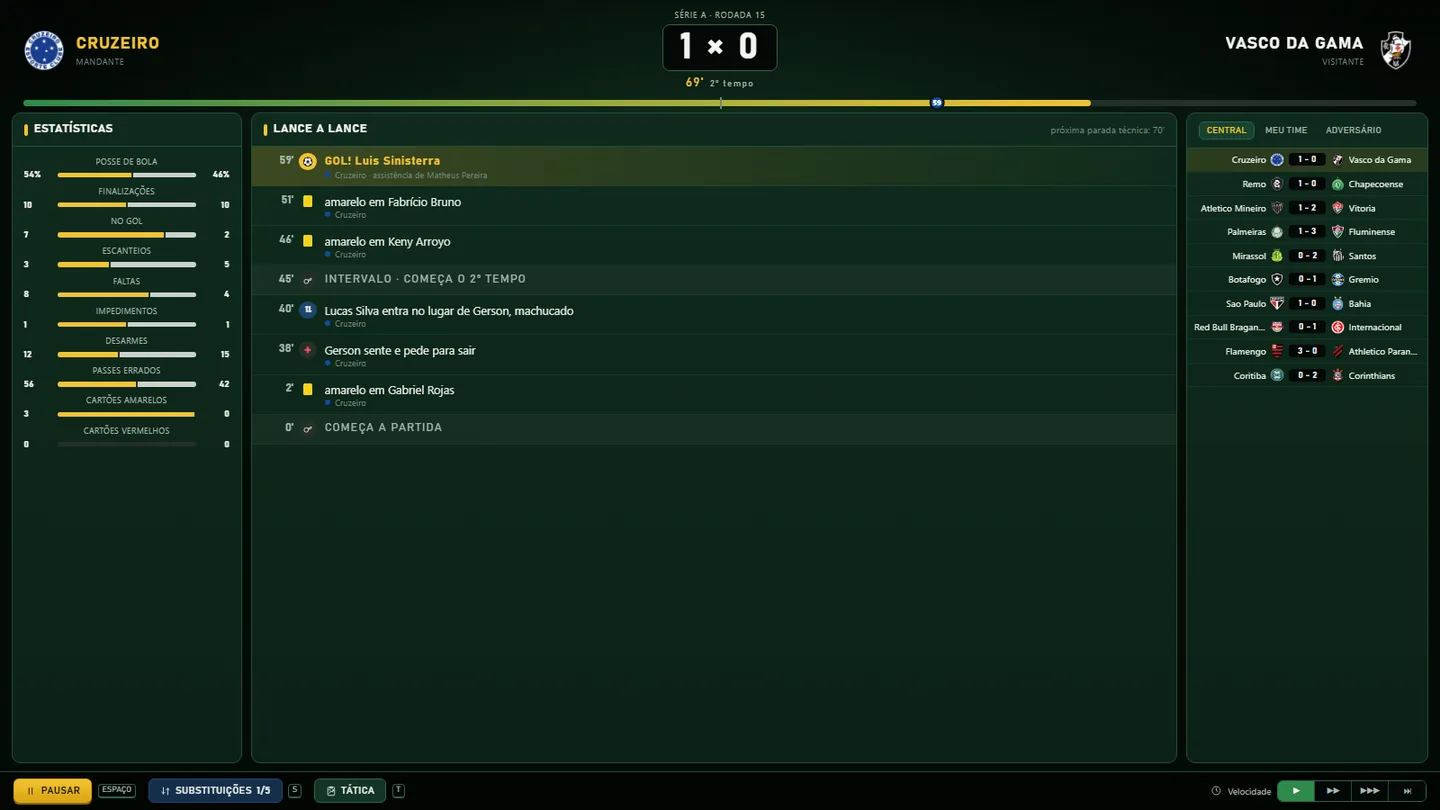 SÉRIE A · RODADA 15
CRUZEIRO
MANDANTE
1 × 0
VASCO DA GAMA
VISITANTE
69' 2º tempo
59
ESTATÍSTICAS
POSSE DE BOLA
54% 46%
FINALIZAÇÕES
10 10
NO GOL
7 2
ESCANTEIOS
3 5
FALTAS
8 4
IMPEDIMENTOS
1 1
DESARMES
12 15
PASSES ERRADOS
56 42
CARTÕES AMARELOS
3 0
CARTÕES VERMELHOS
0 0
LANCE A LANCE
próxima parada técnica: 70'
59' GOL! Luis Sinisterra
Cruzeiro · assistência de Matheus Pereira
51' amarelo em Fabrício Bruno
Cruzeiro
46' amarelo em Keny Arroyo
Cruzeiro
45' INTERVALO · COMEÇA O 2º TEMPO
40' Lucas Silva entra no lugar de Gerson, machucado
Cruzeiro
38' Gerson sente e pede para sair
Cruzeiro
2' amarelo em Gabriel Rojas
Cruzeiro
0' COMEÇA A PARTIDA
CENTRAL MEU TIME ADVERSÁRIO
Cruzeiro 1 - 0 Vasco da Gama
Remo 1 - 0 Chapecoense
Atletico Mineiro 1 - 2 Vitoria
Palmeiras 1 - 3 Fluminense
Mirassol 0 - 2 Santos
Botafogo 0 - 1 Gremio
Sao Paulo 1 - 0 Bahia
Red Bull Bragan... 0 - 1 Internacional
Flamengo 3 - 0 Athletico Paran...
Coritiba 0 - 2 Corinthians
PAUSAR ESPAÇO SUBSTITUIÇÕES 1/5 S TÁTICA T
Velocidade